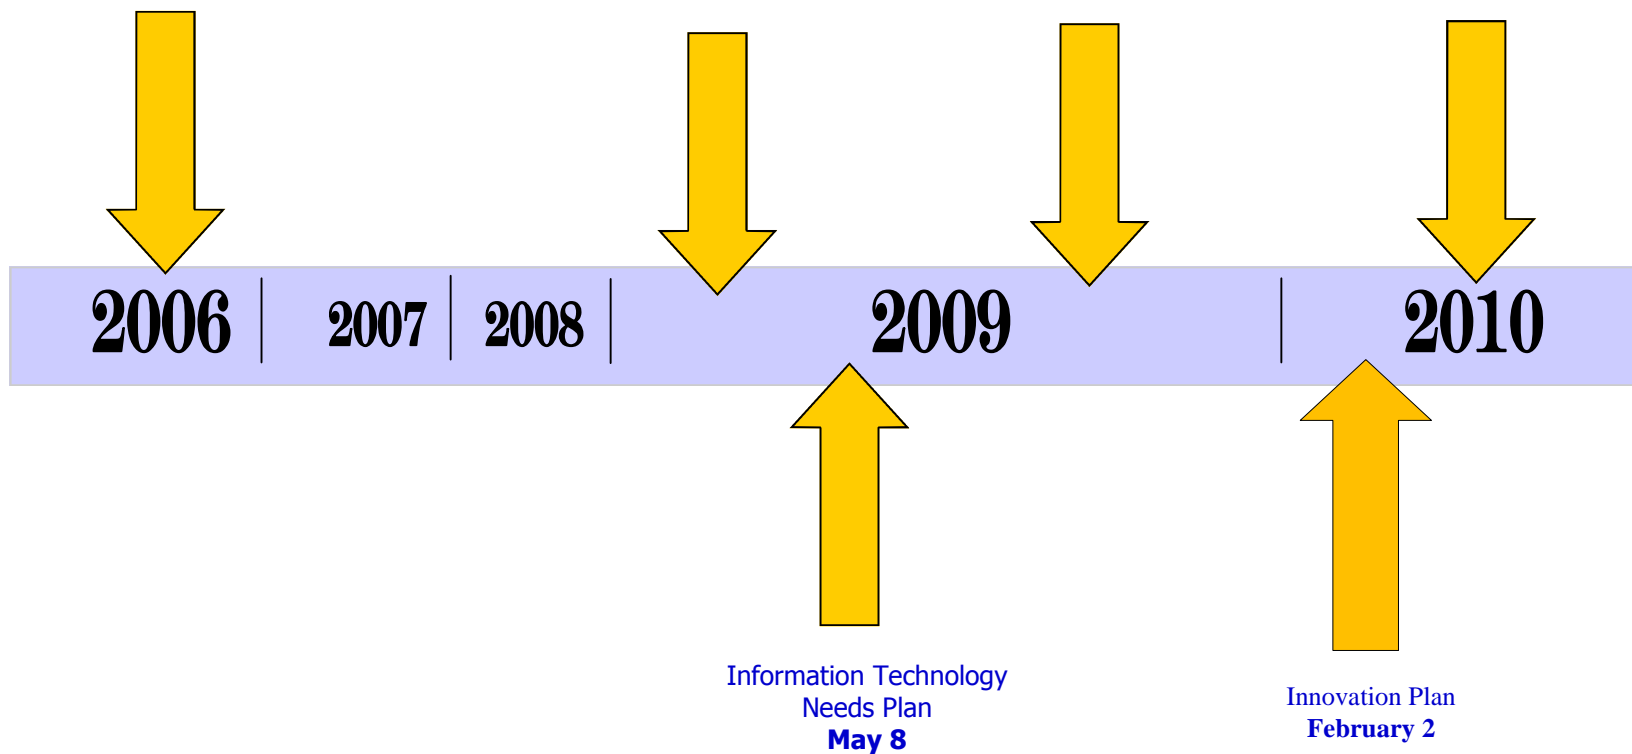 2006 2007 2008 2009 2010
Information Technology
Needs Plan
May 8
Innovation Plan
February 2